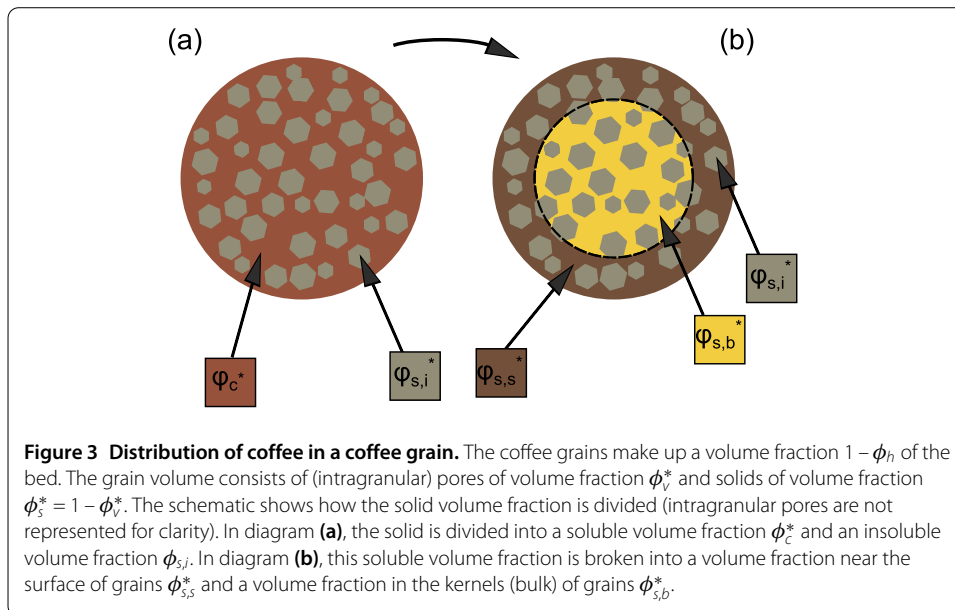 (a) (b)
φs,i*
φs,b*
φc* φs,i* φs,s*
Figure 3 Distribution of coffee in a coffee grain. The coffee grains make up a volume fraction 1 – ϕh of the
bed. The grain volume consists of (intragranular) pores of volume fraction ϕv* and solids of volume fraction
ϕs* = 1 – ϕv*. The schematic shows how the solid volume fraction is divided (intragranular pores are not
represented for clarity). In diagram (a), the solid is divided into a soluble volume fraction ϕc* and an insoluble
volume fraction ϕs,i. In diagram (b), this soluble volume fraction is broken into a volume fraction near the
surface of grains ϕs,s* and a volume fraction in the kernels (bulk) of grains ϕs,b*.